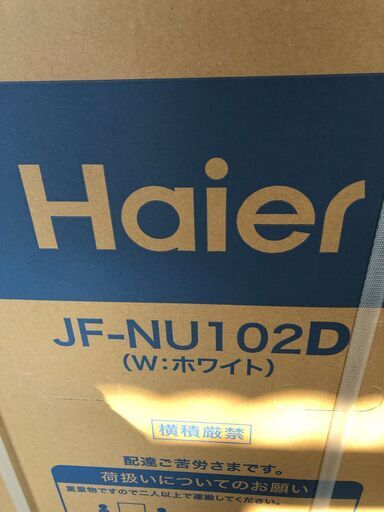 Haier
JF-NU102D
(W:ホワイト)
横積厳禁
配達ご苦労さまです。
荷扱いについてのお願い
重量物ですので二人以上で運搬してください。